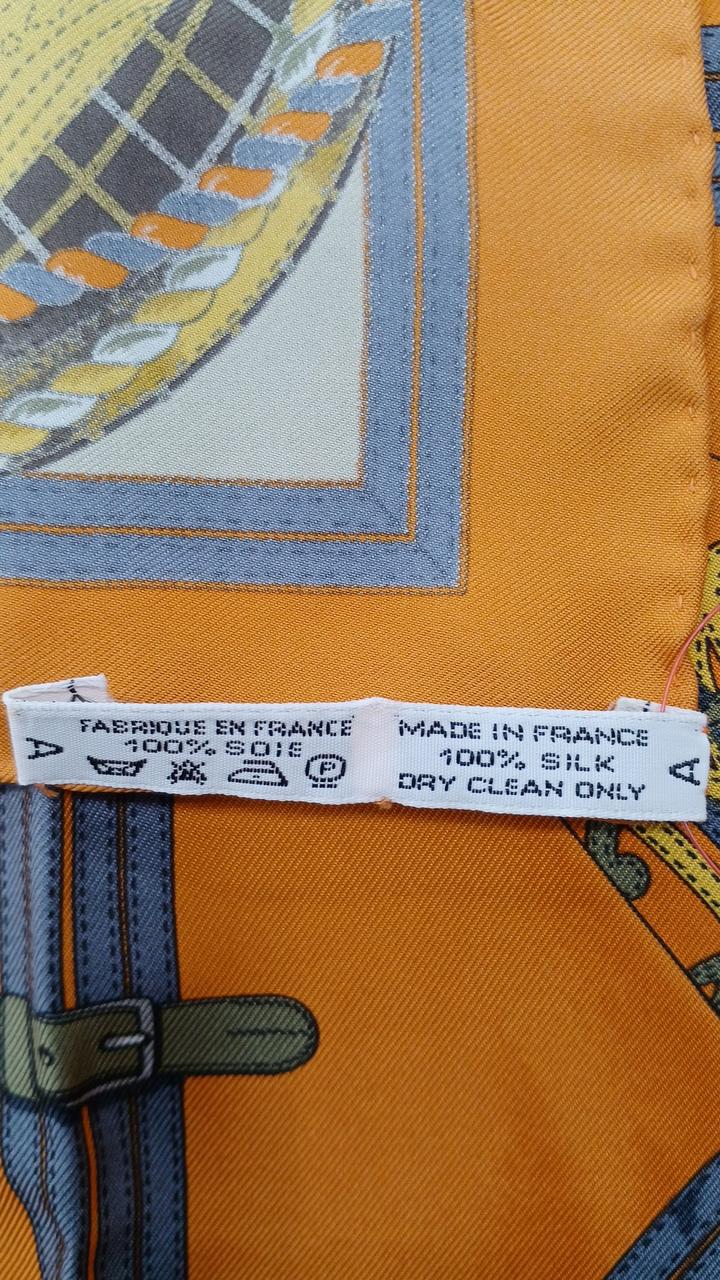 A
FABRIQUE EN FRANCE
100% SOIE
P
MADE IN FRANCE
100% SILK
DRY CLEAN ONLY
A